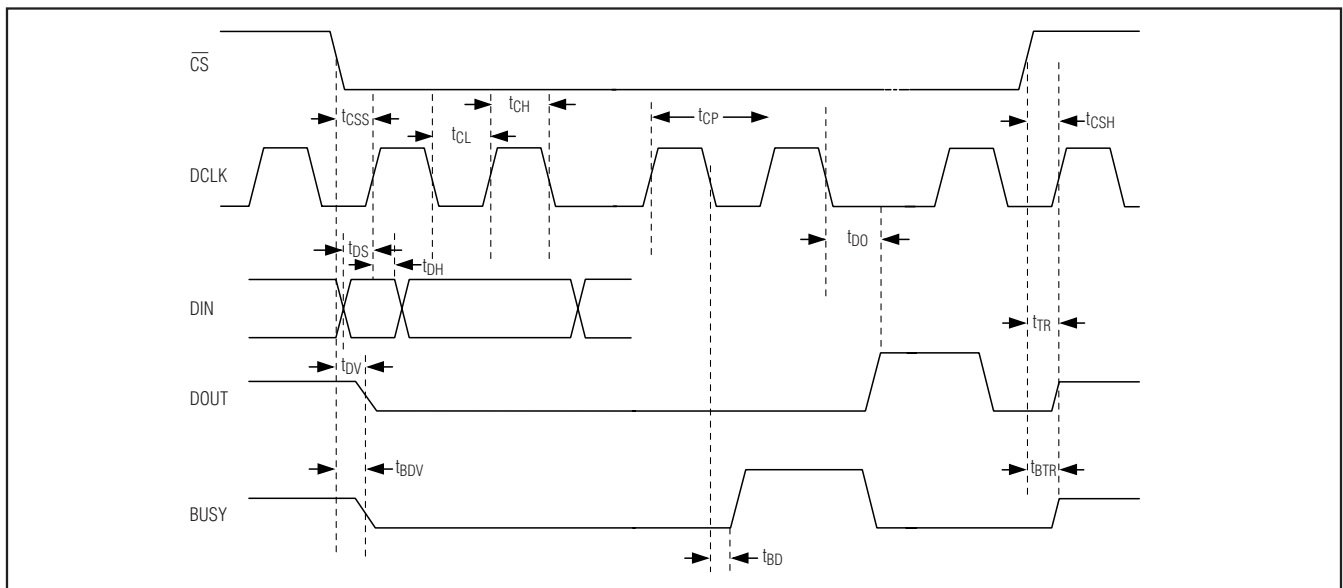 CS
tCSS
tCH
tCL
tCP
tCSH
DCLK
tDS
tDH
tDO
DIN
tTR
tDV
DOUT
tBDV
tBTR
BUSY
tBD